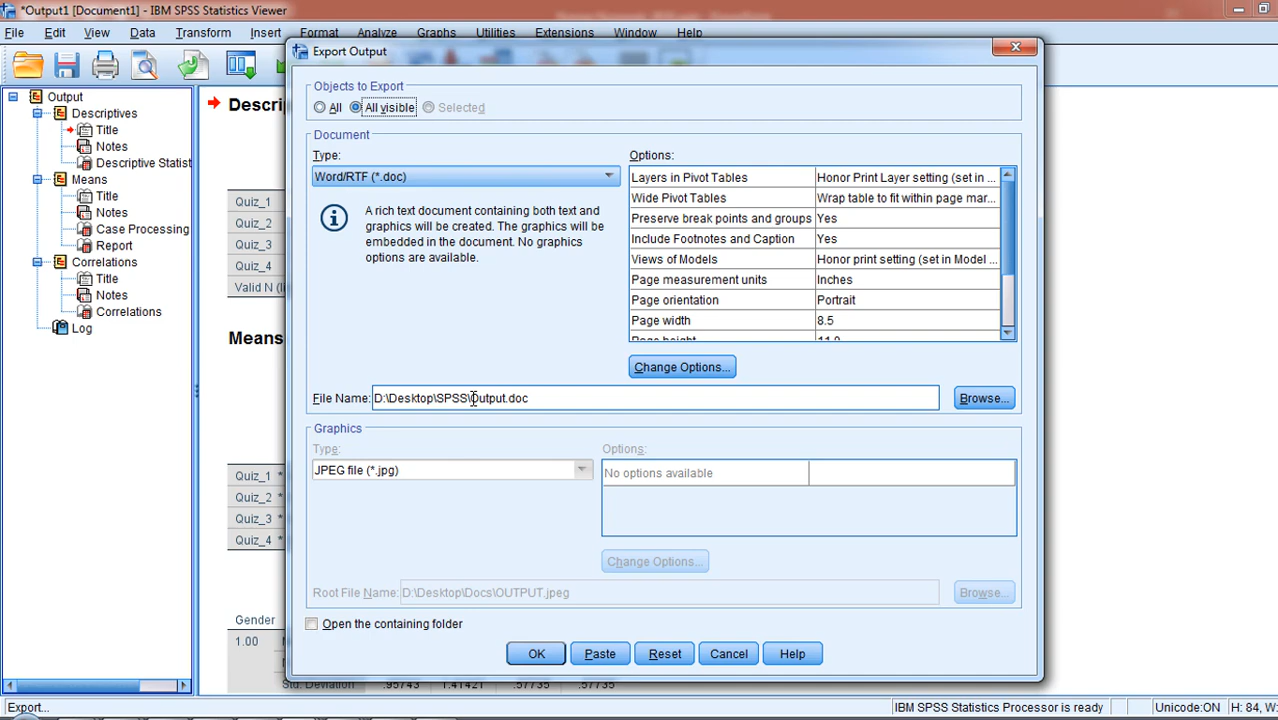 *Output1 [Document1] - IBM SPSS Statistics Viewer
File Edit View Data Transform Insert Format Analyze Graphs Utilities Extensions Window Help
Export Output
Output
Descriptives
Title
Notes
Descriptive Statist
Means
Title
Notes
Case Processing
Report
Correlations
Title
Notes
Correlations
Log
Descri
Quiz_1
Quiz_2
Quiz_3
Quiz_4
Valid N (l
Means
Quiz_1 *
Quiz_2 *
Quiz_3 *
Quiz_4 *
Gender
1.00
Std. Deviation .95743 1.41421 .57735 .57735
Objects to Export
All All visible Selected
Document
Type:
Word/RTF (*.doc)
A rich text document containing both text and
graphics will be created. The graphics will be
embedded in the document. No graphics
options are available.
Options:
Layers in Pivot Tables Honor Print Layer setting (set in ...
Wide Pivot Tables Wrap table to fit within page mar...
Preserve break points and groups Yes
Include Footnotes and Caption Yes
Views of Models Honor print setting (set in Model ...
Page measurement units Inches
Page orientation Portrait
Page width 8.5
Page height 11.0
Change Options...
File Name: D:\Desktop\SPSS\Output.doc Browse...
Graphics
Type:
JPEG file (*.jpg)
Options:
No options available
Change Options...
Root File Name: D:\Desktop\Docs\OUTPUT.jpeg Browse...
Open the containing folder
OK Paste Reset Cancel Help
Export... IBM SPSS Statistics Processor is ready Unicode:ON H: 84, W: